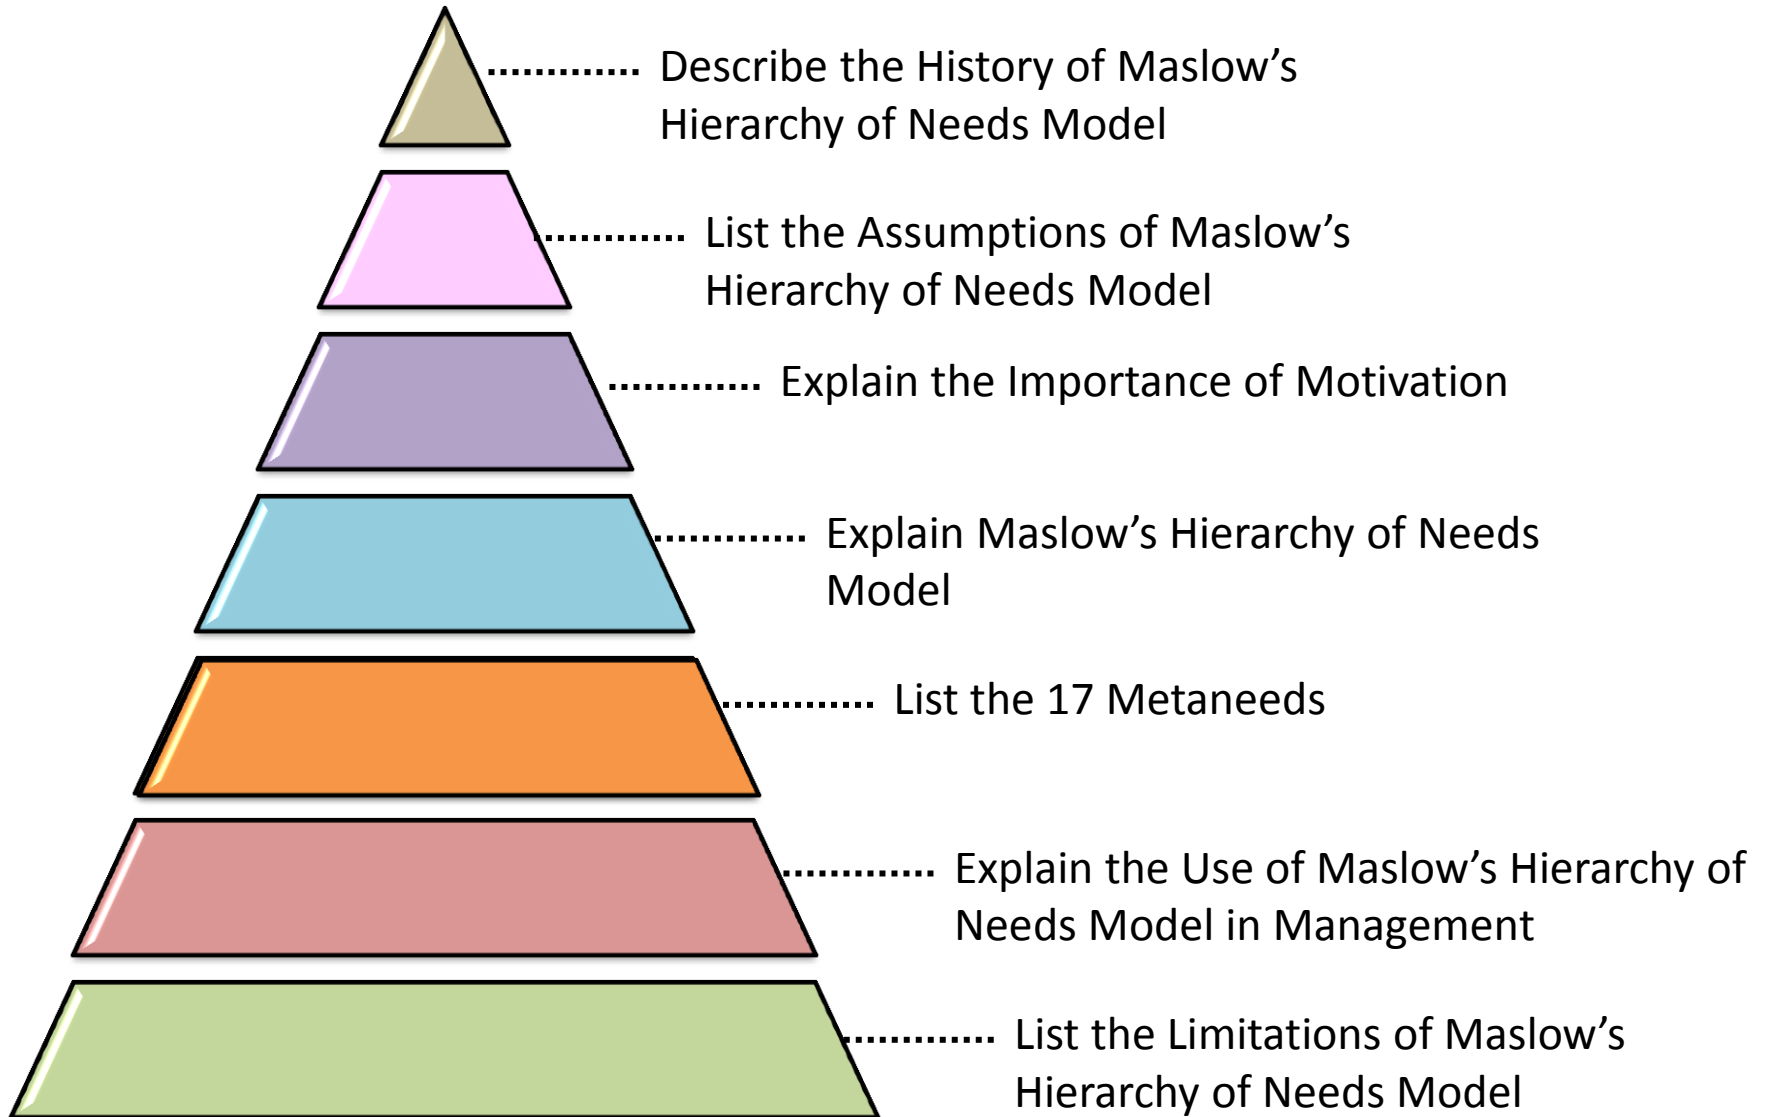 Describe the History of Maslow’s
Hierarchy of Needs Model
List the Assumptions of Maslow’s
Hierarchy of Needs Model
Explain the Importance of Motivation
Explain Maslow’s Hierarchy of Needs
Model
List the 17 Metaneeds
Explain the Use of Maslow’s Hierarchy of
Needs Model in Management
List the Limitations of Maslow’s
Hierarchy of Needs Model